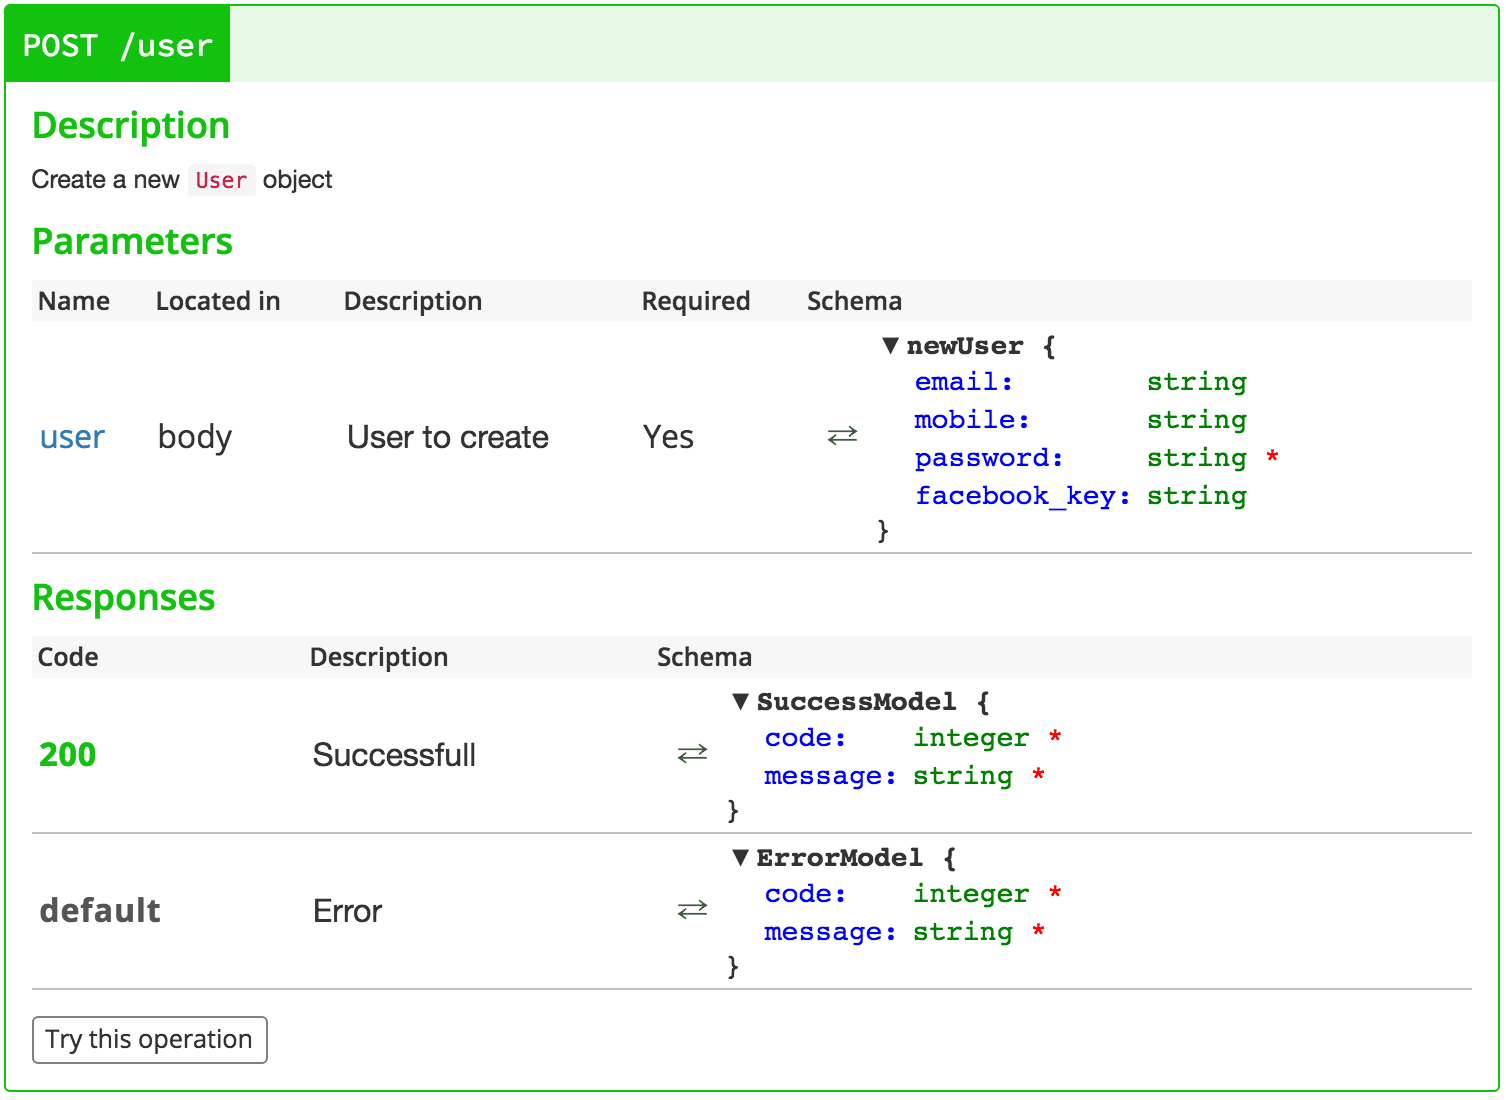 POST /user
Description
Create a new User object
Parameters
Name Located in Description Required Schema
user body User to create Yes ⇄ ▼ newUser {
email: string
mobile: string
password: string *
facebook_key: string
}
Responses
Code Description Schema
200 Successfull ⇄ ▼ SuccessModel {
code: integer *
message: string *
}
default Error ⇄ ▼ ErrorModel {
code: integer *
message: string *
}
Try this operation